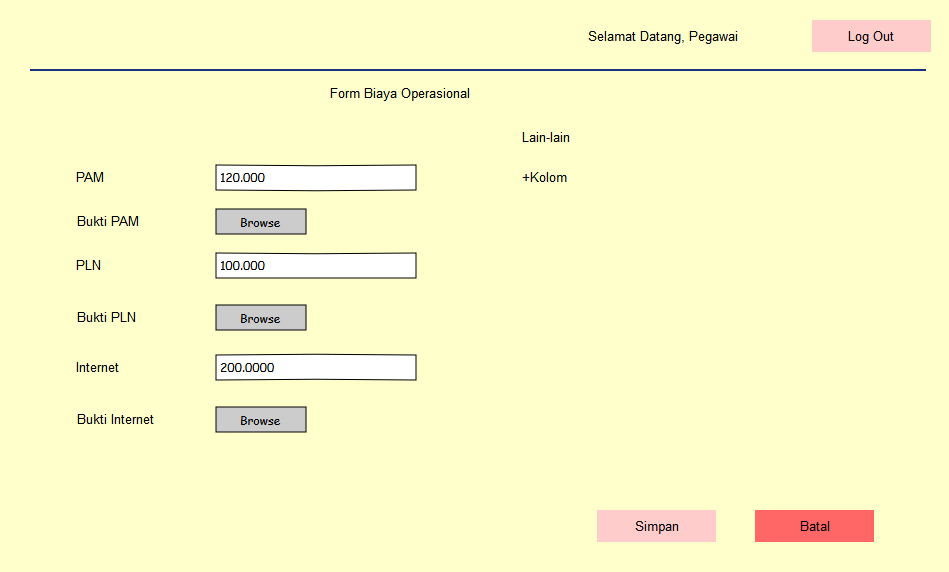 Selamat Datang, Pegawai
Log Out
Form Biaya Operasional
Lain-lain
PAM
120.000
+Kolom
Bukti PAM
Browse
PLN
100.000
Bukti PLN
Browse
Internet
200.0000
Bukti Internet
Browse
Simpan
Batal